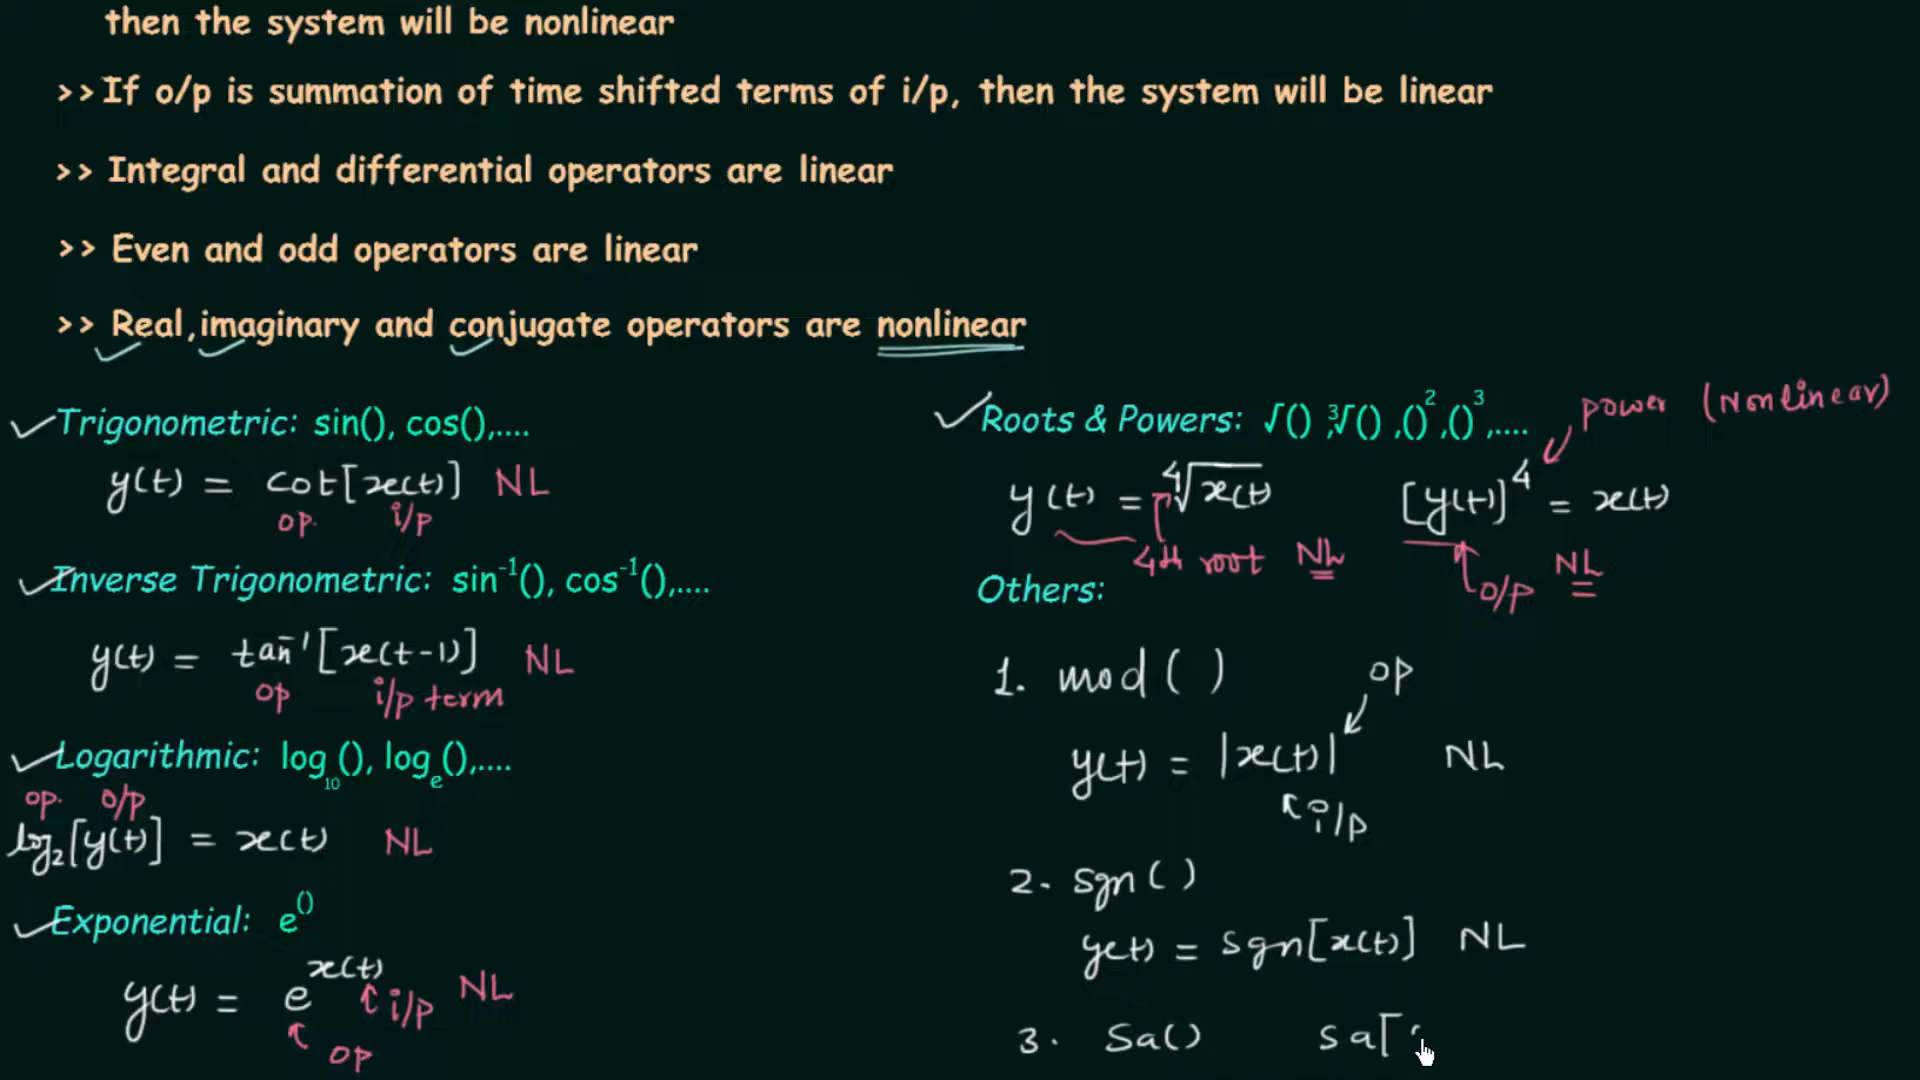 then the system will be nonlinear
>> If o/p is summation of time shifted terms of i/p, then the system will be linear
>> Integral and differential operators are linear
>> Even and odd operators are linear
>> Real, imaginary and conjugate operators are nonlinear
Trigonometric: sin(), cos(),....
y(t) = cot[x(t)] NL
op. i/p
Inverse Trigonometric: sin⁻¹(), cos⁻¹(),....
y(t) = tan⁻¹[x(t-1)] NL
op i/p term
Logarithmic: log₁₀(), logₑ(),....
op. o/p
log₂[y(t)] = x(t) NL
Exponential: e⁽⁾
y(t) = e^x(t) NL
i/p
op
Roots & Powers: √(), ³√(), ()², ()³,....
power (Nonlinear)
y(t) = ⁴√x(t) [y(t)]⁴ = x(t)
4th root NL o/p NL
Others:
1. mod ( ) op
y(t) = |x(t)| NL
i/p
2. sgn ( )
y(t) = sgn[x(t)] NL
3. Sa() sa[